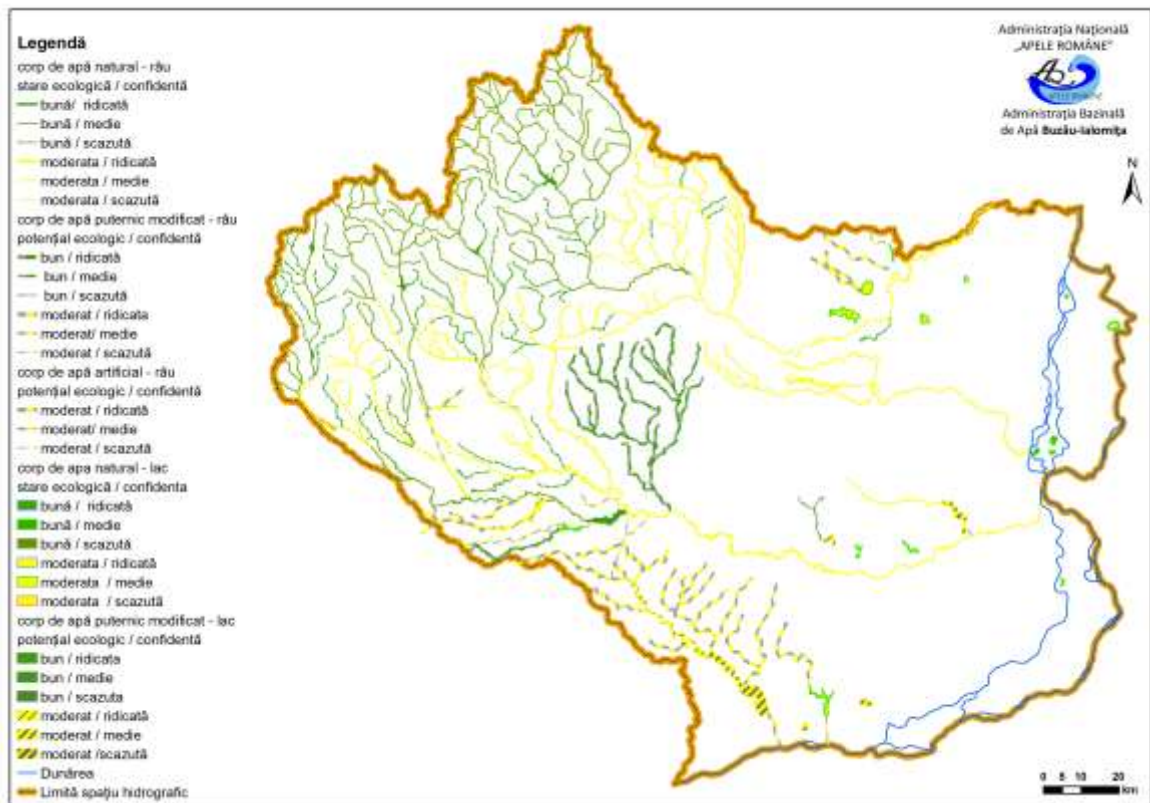 Legendă
corp de apă natural - râu
stare ecologică / confidentă
bună/ ridicată
bună / medie
bună / scazută
moderata / ridicată
moderata / medie
moderata / scazută
corp de apă puternic modificat - râu
potențial ecologic / confidentă
bun / ridicată
bun / medie
bun / scazută
moderat / ridicata
moderat/ medie
moderat / scazută
corp de apă artificial - râu
potențial ecologic / confidentă
moderat / ridicată
moderat/ medie
moderat / scazută
corp de apa natural - lac
stare ecologică / confidenta
bună / ridicată
bună / medie
bună / scazută
moderata / ridicată
moderata / medie
moderata / scazută
corp de apă puternic modificat - lac
potențial ecologic / confidentă
bun / ridicata
bun / medie
bun / scazuta
moderat / ridicată
moderat / medie
moderat /scazută
Dunărea
Limită spațiu hidrografic
Administrația Națională
„APELE ROMÂNE”
Administrația Bazinală
de Apă Buzău-Ialomița
N
0 5 10 20
km